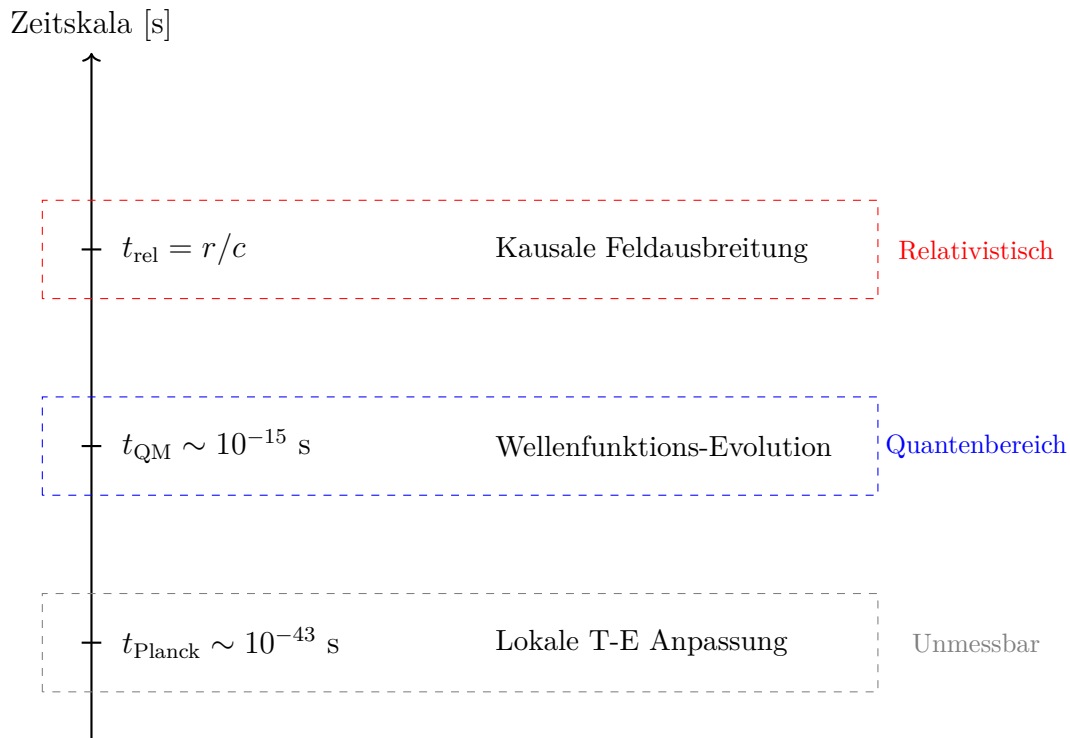 Zeitskala [s]
t_rel = r/c Kausale Feldausbreitung Relativistisch
t_QM ∼ 10⁻¹⁵ s Wellenfunktions-Evolution Quantenbereich
t_Planck ∼ 10⁻⁴³ s Lokale T-E Anpassung Unmessbar